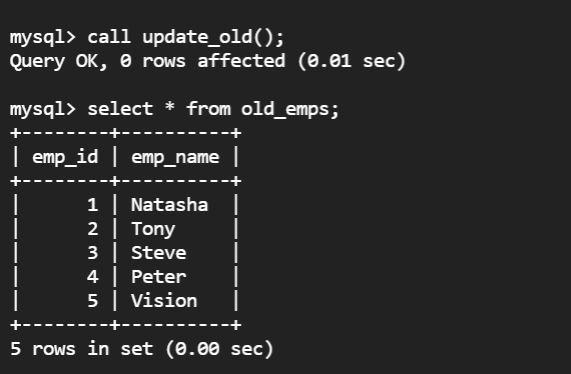 mysql> call update_old();
Query OK, 0 rows affected (0.01 sec)
mysql> select * from old_emps;
+--------+----------+
| emp_id | emp_name |
+--------+----------+
|      1 | Natasha  |
|      2 | Tony     |
|      3 | Steve    |
|      4 | Peter    |
|      5 | Vision   |
+--------+----------+
5 rows in set (0.00 sec)